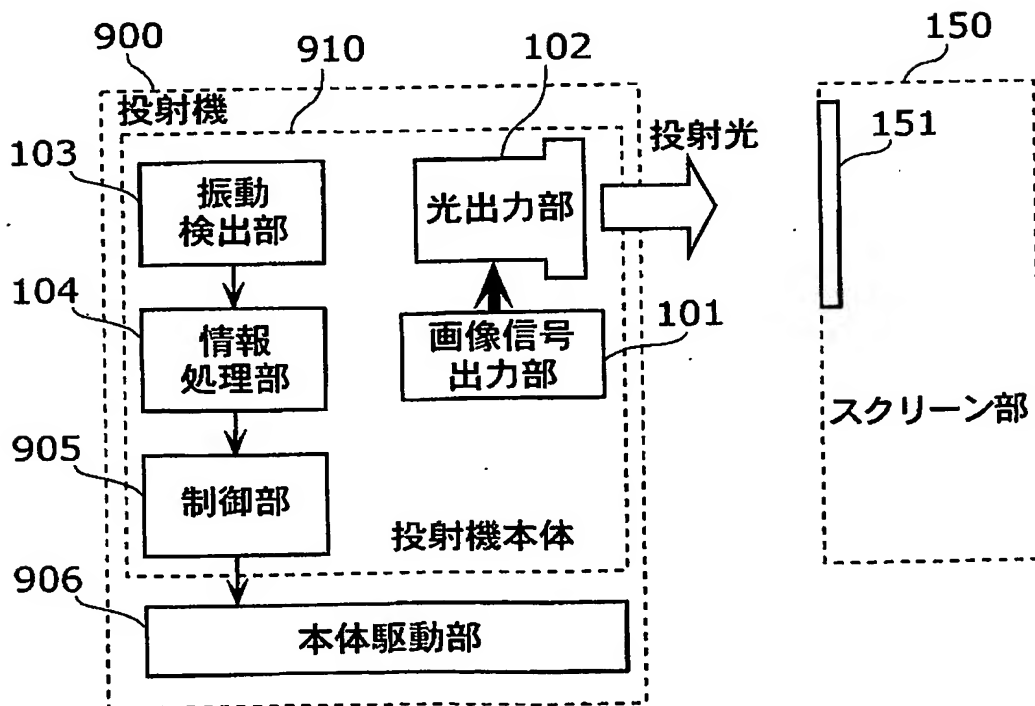 900
910
102
150
投射機
投射光
151
103
振動
検出部
光出力部
104
情報
処理部
画像信号
出力部
101
スクリーン部
905
制御部
投射機本体
906
本体駆動部